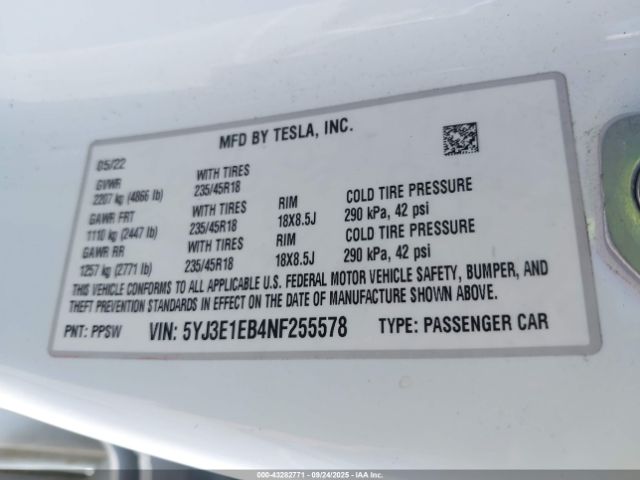 MFD BY TESLA, INC.
05/22
GVWR WITH TIRES
2207 kg (4866 lb) 235/45R18 RIM COLD TIRE PRESSURE
GAWR FRT WITH TIRES 18X8.5J 290 kPa, 42 psi
1110 kg (2447 lb) 235/45R18 RIM COLD TIRE PRESSURE
GAWR RR WITH TIRES 18X8.5J 290 kPa, 42 psi
1257 kg (2771 lb) 235/45R18
THIS VEHICLE CONFORMS TO ALL APPLICABLE U.S. FEDERAL MOTOR VEHICLE SAFETY, BUMPER, AND
THEFT PREVENTION STANDARDS IN EFFECT ON THE DATE OF MANUFACTURE SHOWN ABOVE.
PNT: PPSW VIN: 5YJ3E1EB4NF255578 TYPE: PASSENGER CAR
000-43282771 - 09/24/2025 - IAA Inc.